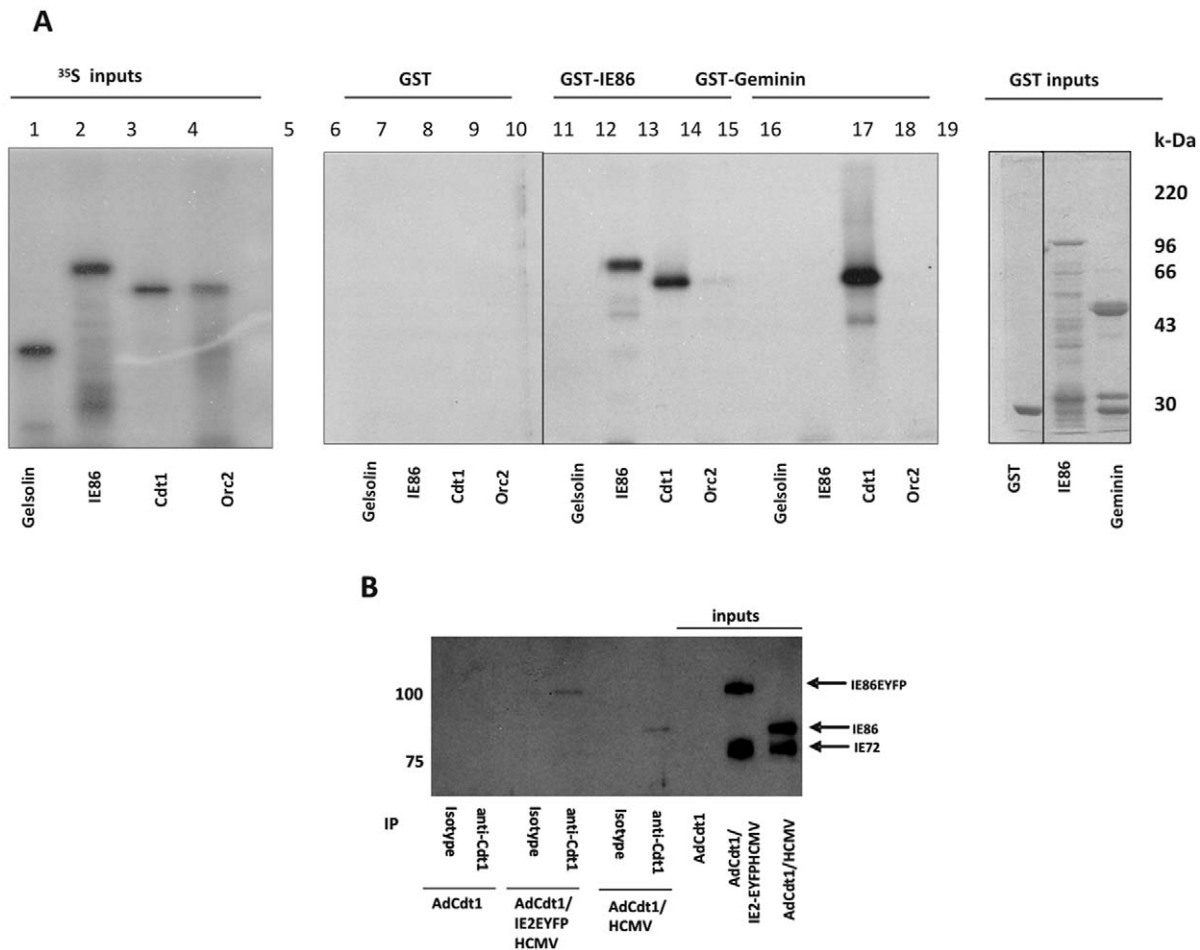 A
³⁵S inputs
GST
GST-IE86
GST-Geminin
GST inputs
1 2 3 4 5 6 7 8 9 10 11 12 13 14 15 16 17 18 19
k-Da
220
96
66
43
30
Gelsolin
IE86
Cdt1
Orc2
Gelsolin
IE86
Cdt1
Orc2
Gelsolin
IE86
Cdt1
Orc2
Gelsolin
IE86
Cdt1
Orc2
GST
IE86
Geminin
B
inputs
100
75
IE86EYFP
IE86
IE72
IP
Isotype
anti-Cdt1
Isotype
anti-Cdt1
Isotype
anti-Cdt1
AdCdt1
AdCdt1/
IE2-EYFPHCMV
AdCdt1/HCMV
AdCdt1
AdCdt1/
IE2EYFP
HCMV
AdCdt1/
HCMV